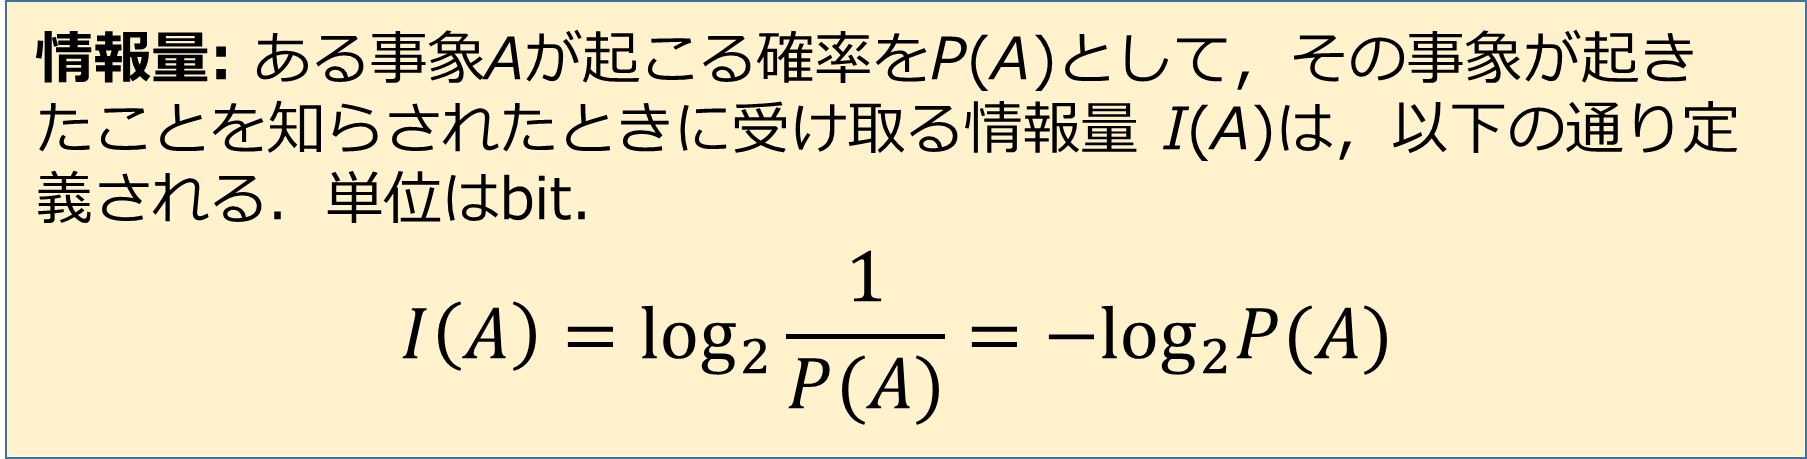 情報量: ある事象Aが起こる確率をP(A)として，その事象が起き
たことを知らされたときに受け取る情報量 I(A)は，以下の通り定
義される．単位はbit.
I(A) = log₂ 1/P(A) = −log₂P(A)